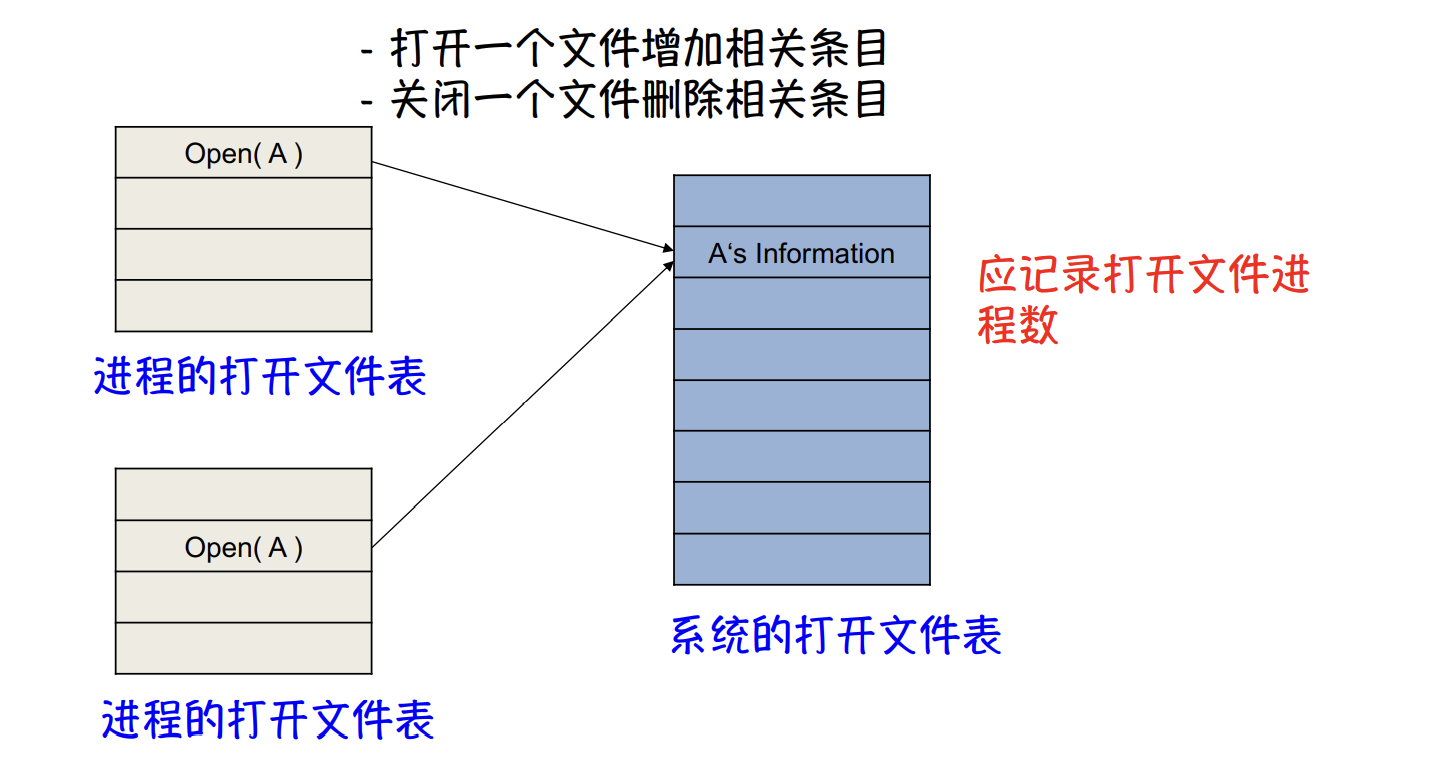 - 打开一个文件增加相关条目
- 关闭一个文件删除相关条目
Open( A )
A‘s Information
应记录打开文件进
程数
进程的打开文件表
Open( A )
系统的打开文件表
进程的打开文件表